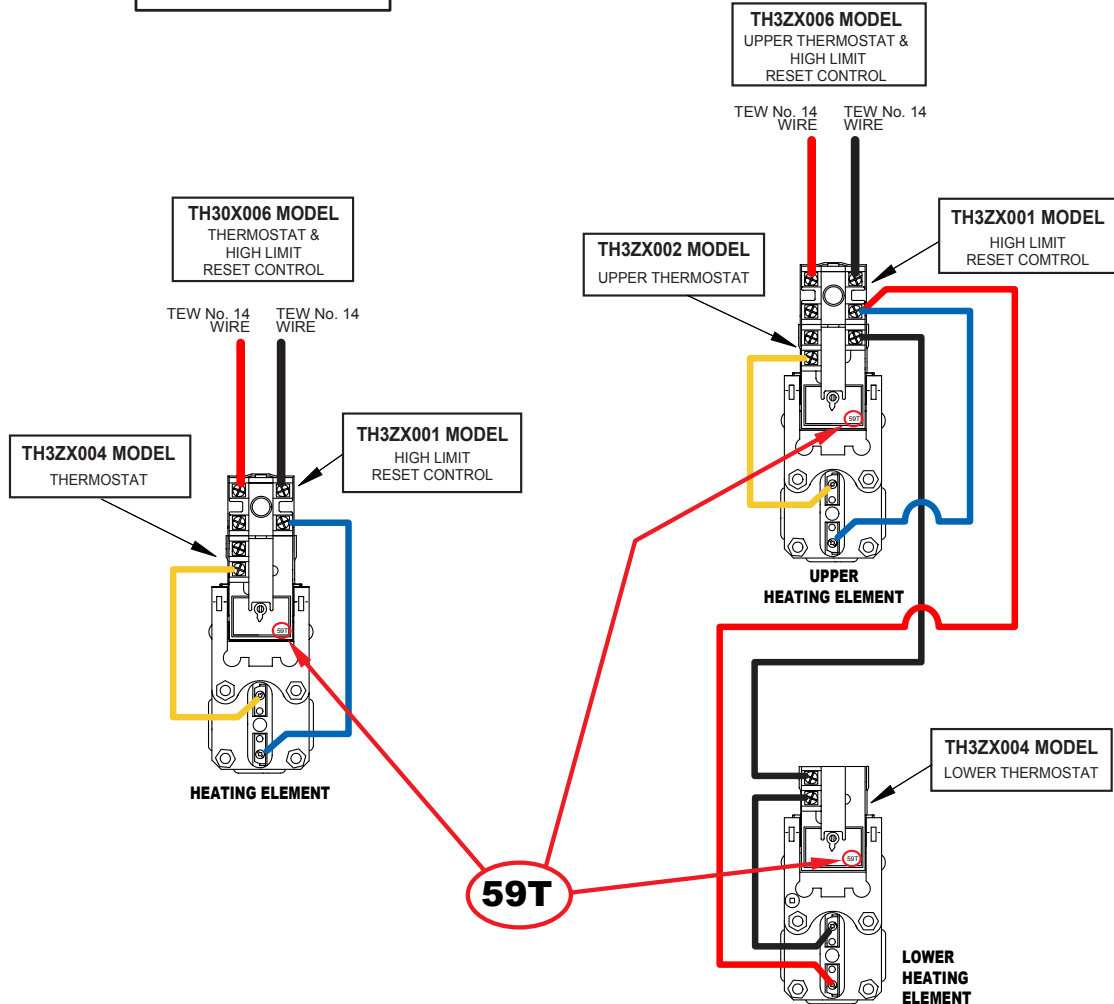 TH3ZX006 MODEL
UPPER THERMOSTAT &
HIGH LIMIT
RESET CONTROL
TEW No. 14
WIRE
TEW No. 14
WIRE
TH30X006 MODEL
THERMOSTAT &
HIGH LIMIT
RESET CONTROL
TH3ZX001 MODEL
HIGH LIMIT
RESET COMTROL
TH3ZX002 MODEL
UPPER THERMOSTAT
TEW No. 14
WIRE
TEW No. 14
WIRE
TH3ZX001 MODEL
HIGH LIMIT
RESET CONTROL
TH3ZX004 MODEL
THERMOSTAT
59T
UPPER
HEATING ELEMENT
59T
HEATING ELEMENT
TH3ZX004 MODEL
LOWER THERMOSTAT
59T
59T
LOWER
HEATING
ELEMENT